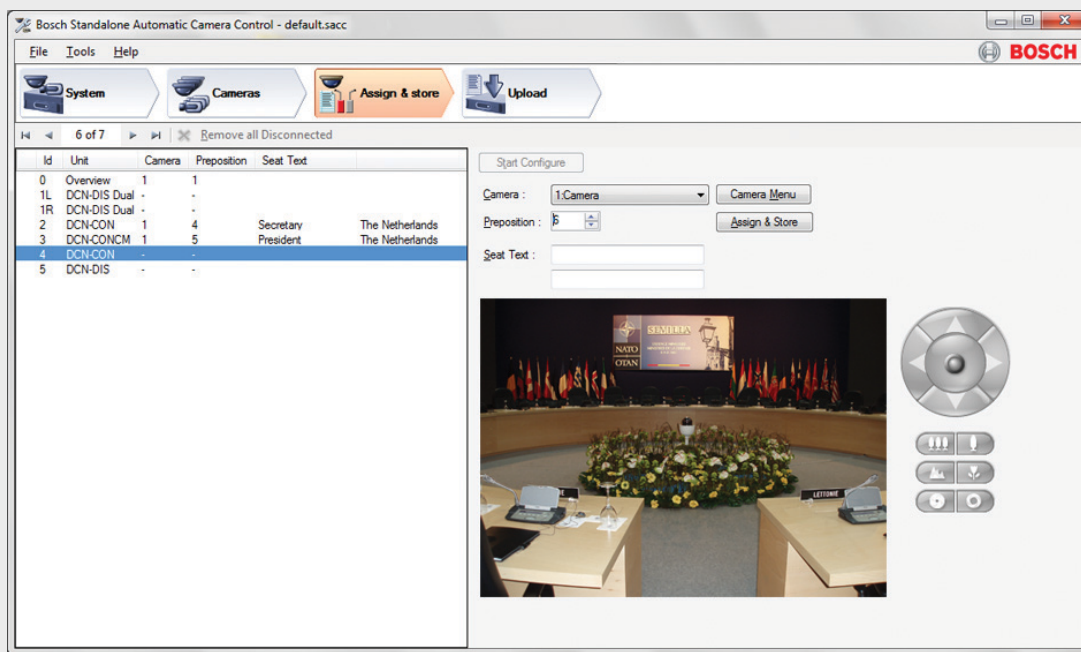 Bosch Standalone Automatic Camera Control - default.sacc
File Tools Help
BOSCH
System Cameras Assign & store Upload
6 of 7 Remove all Disconnected
Id Unit Camera Preposition Seat Text
0 Overview 1 1
1L DCN-DIS Dual - -
1R DCN-DIS Dual - -
2 DCN-CON 1 4 Secretary The Netherlands
3 DCN-CONCM 1 5 President The Netherlands
4 DCN-CON - -
5 DCN-DIS - -
Start Configure
Camera : 1:Camera Camera Menu
Preposition : 6 Assign & Store
Seat Text :
SEVILLA
NATO
OTAN
LETTONIE